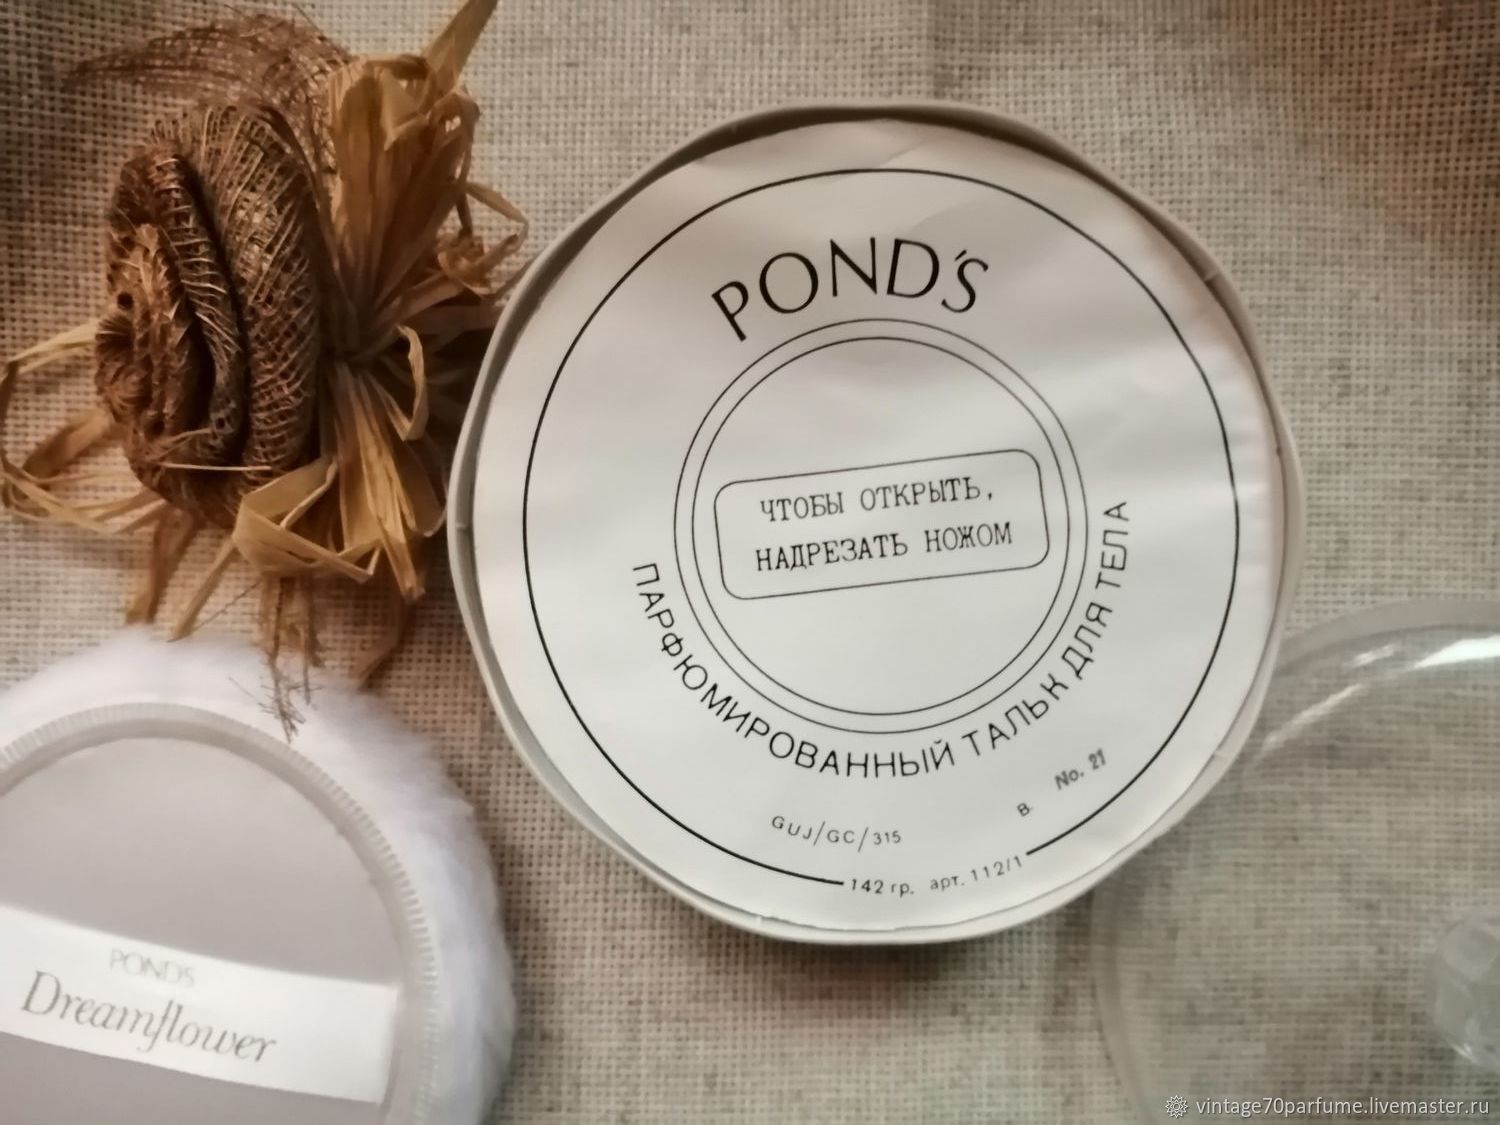 POND'S
ЧТОБЫ ОТКРЫТЬ,
НАДРЕЗАТЬ НОЖОМ
ПАРФЮМИРОВАННЫЙ ТАЛЬК ДЛЯ ТЕЛА
GUJ/GC/315
B. No. 21
142 гр. арт. 112/1
POND'S
Dreamflower
vintage70parfume.livemaster.ru